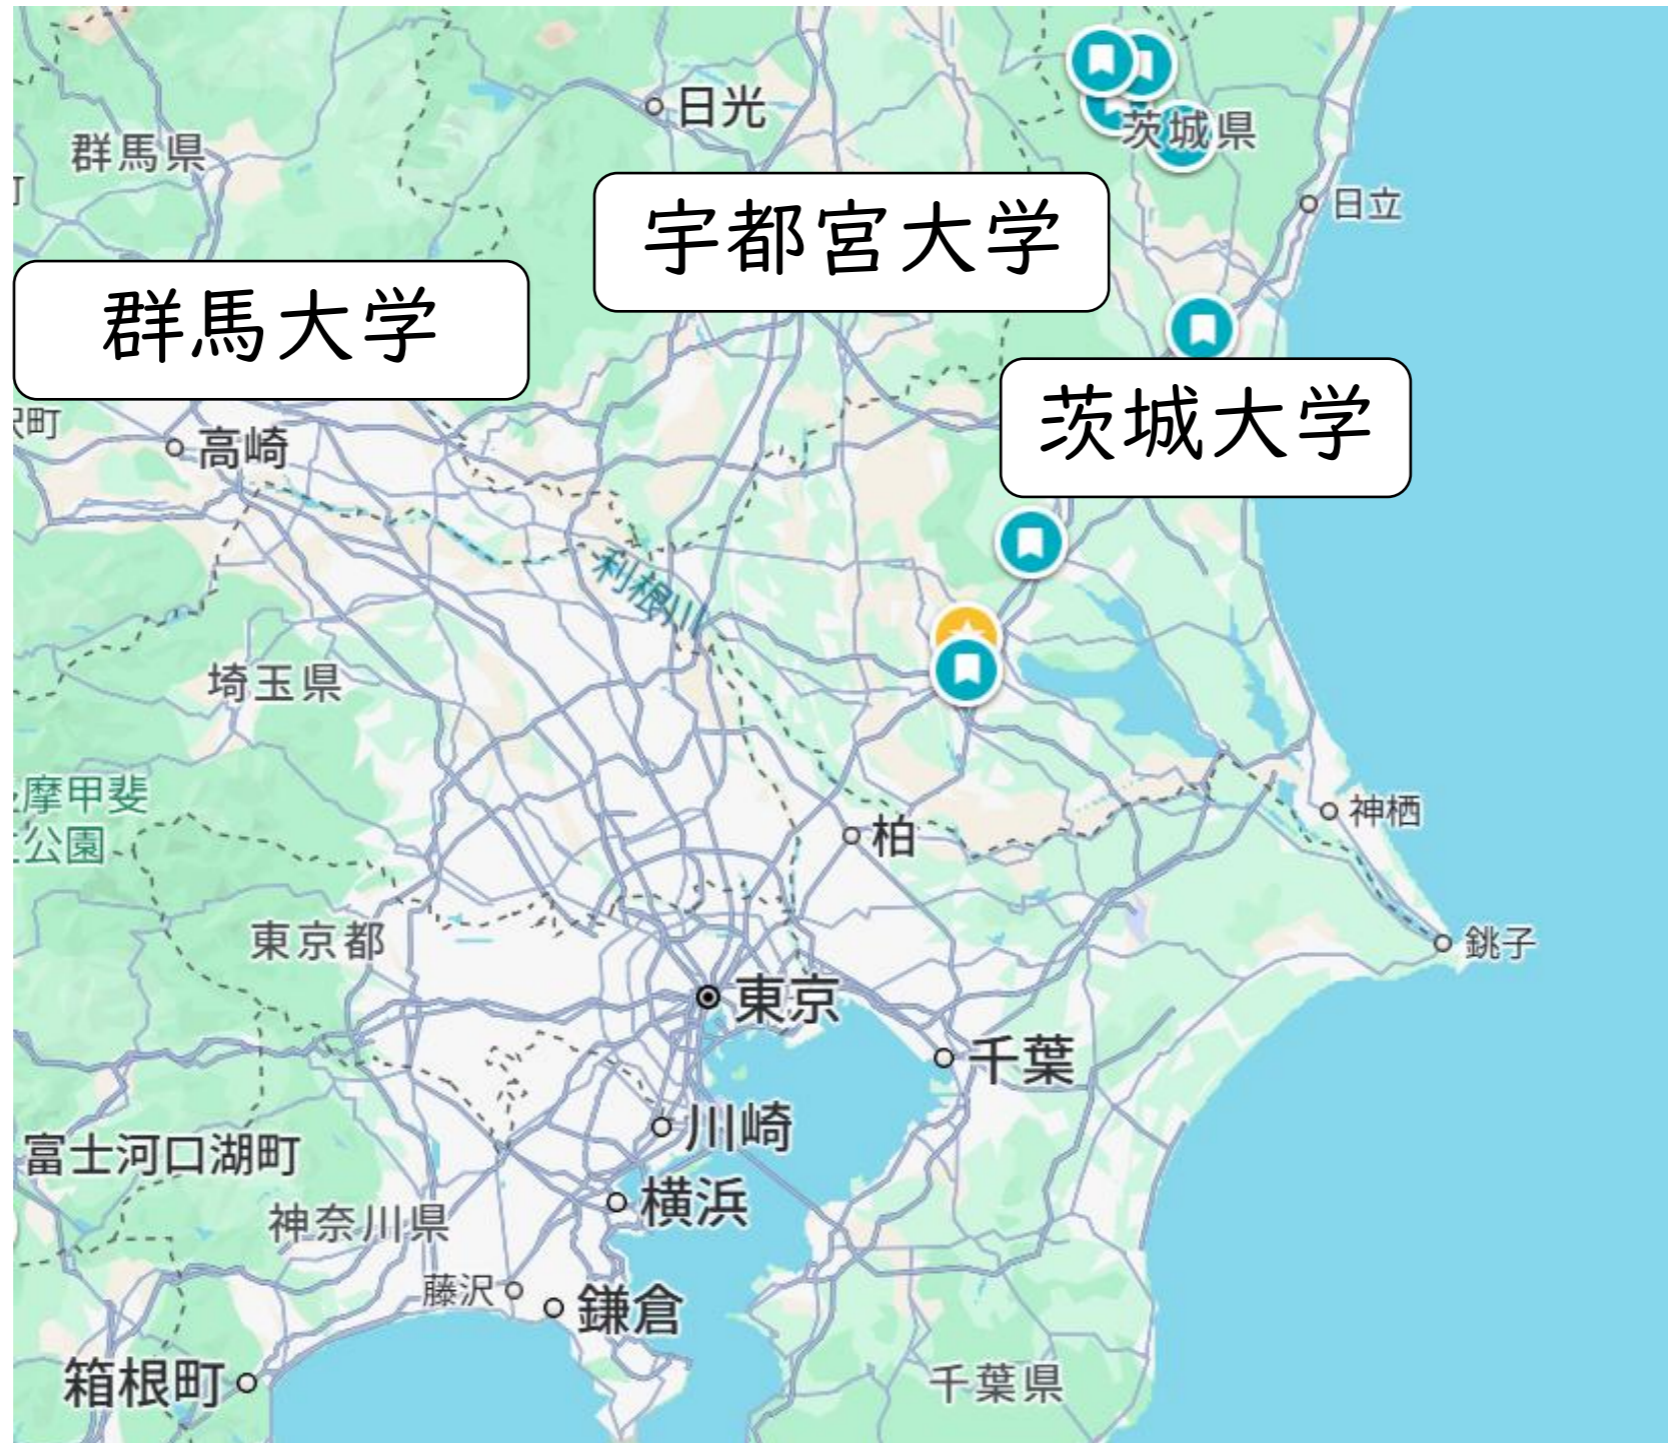 日光
群馬県
茨城県
日立
宇都宮大学
群馬大学
茨城大学
沢町
高崎
利根川
埼玉県
摩甲斐
公園
神栖
柏
東京都
銚子
東京
千葉
川崎
富士河口湖町
横浜
神奈川県
藤沢
鎌倉
箱根町
千葉県